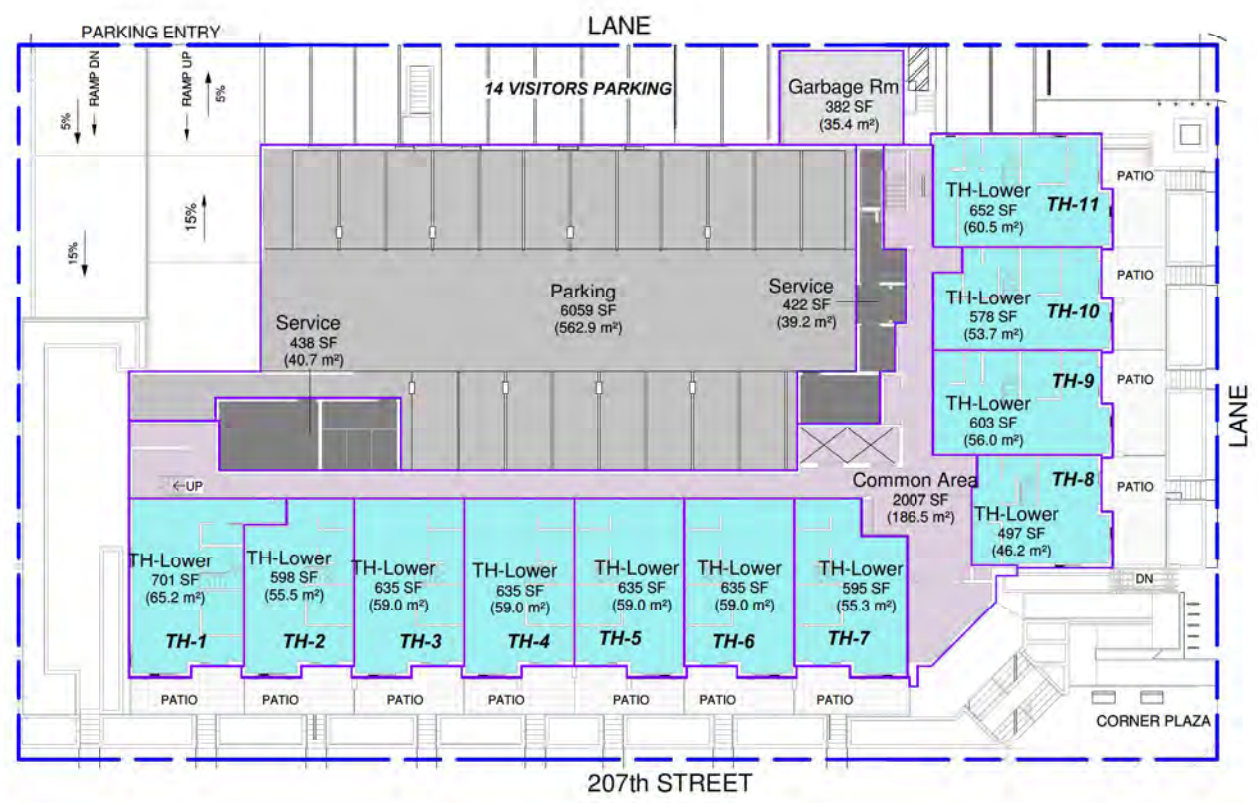 LANE
PARKING ENTRY
RAMP DN
5%
RAMP UP
5%
15%
15%
14 VISITORS PARKING
Garbage Rm
382 SF
(35.4 m²)
PATIO
TH-Lower
652 SF
(60.5 m²)
TH-11
PATIO
TH-Lower
578 SF
(53.7 m²)
TH-10
Parking
6059 SF
(562.9 m²)
Service
422 SF
(39.2 m²)
Service
438 SF
(40.7 m²)
TH-9
PATIO
TH-Lower
603 SF
(56.0 m²)
LANE
←UP
Common Area
2007 SF
(186.5 m²)
TH-8
PATIO
TH-Lower
497 SF
(46.2 m²)
TH-Lower
701 SF
(65.2 m²)
TH-1
TH-Lower
598 SF
(55.5 m²)
TH-2
TH-Lower
635 SF
(59.0 m²)
TH-3
TH-Lower
635 SF
(59.0 m²)
TH-4
TH-Lower
635 SF
(59.0 m²)
TH-5
TH-Lower
635 SF
(59.0 m²)
TH-6
TH-Lower
595 SF
(55.3 m²)
TH-7
DN
PATIO
PATIO
PATIO
PATIO
PATIO
PATIO
PATIO
CORNER PLAZA
207th STREET